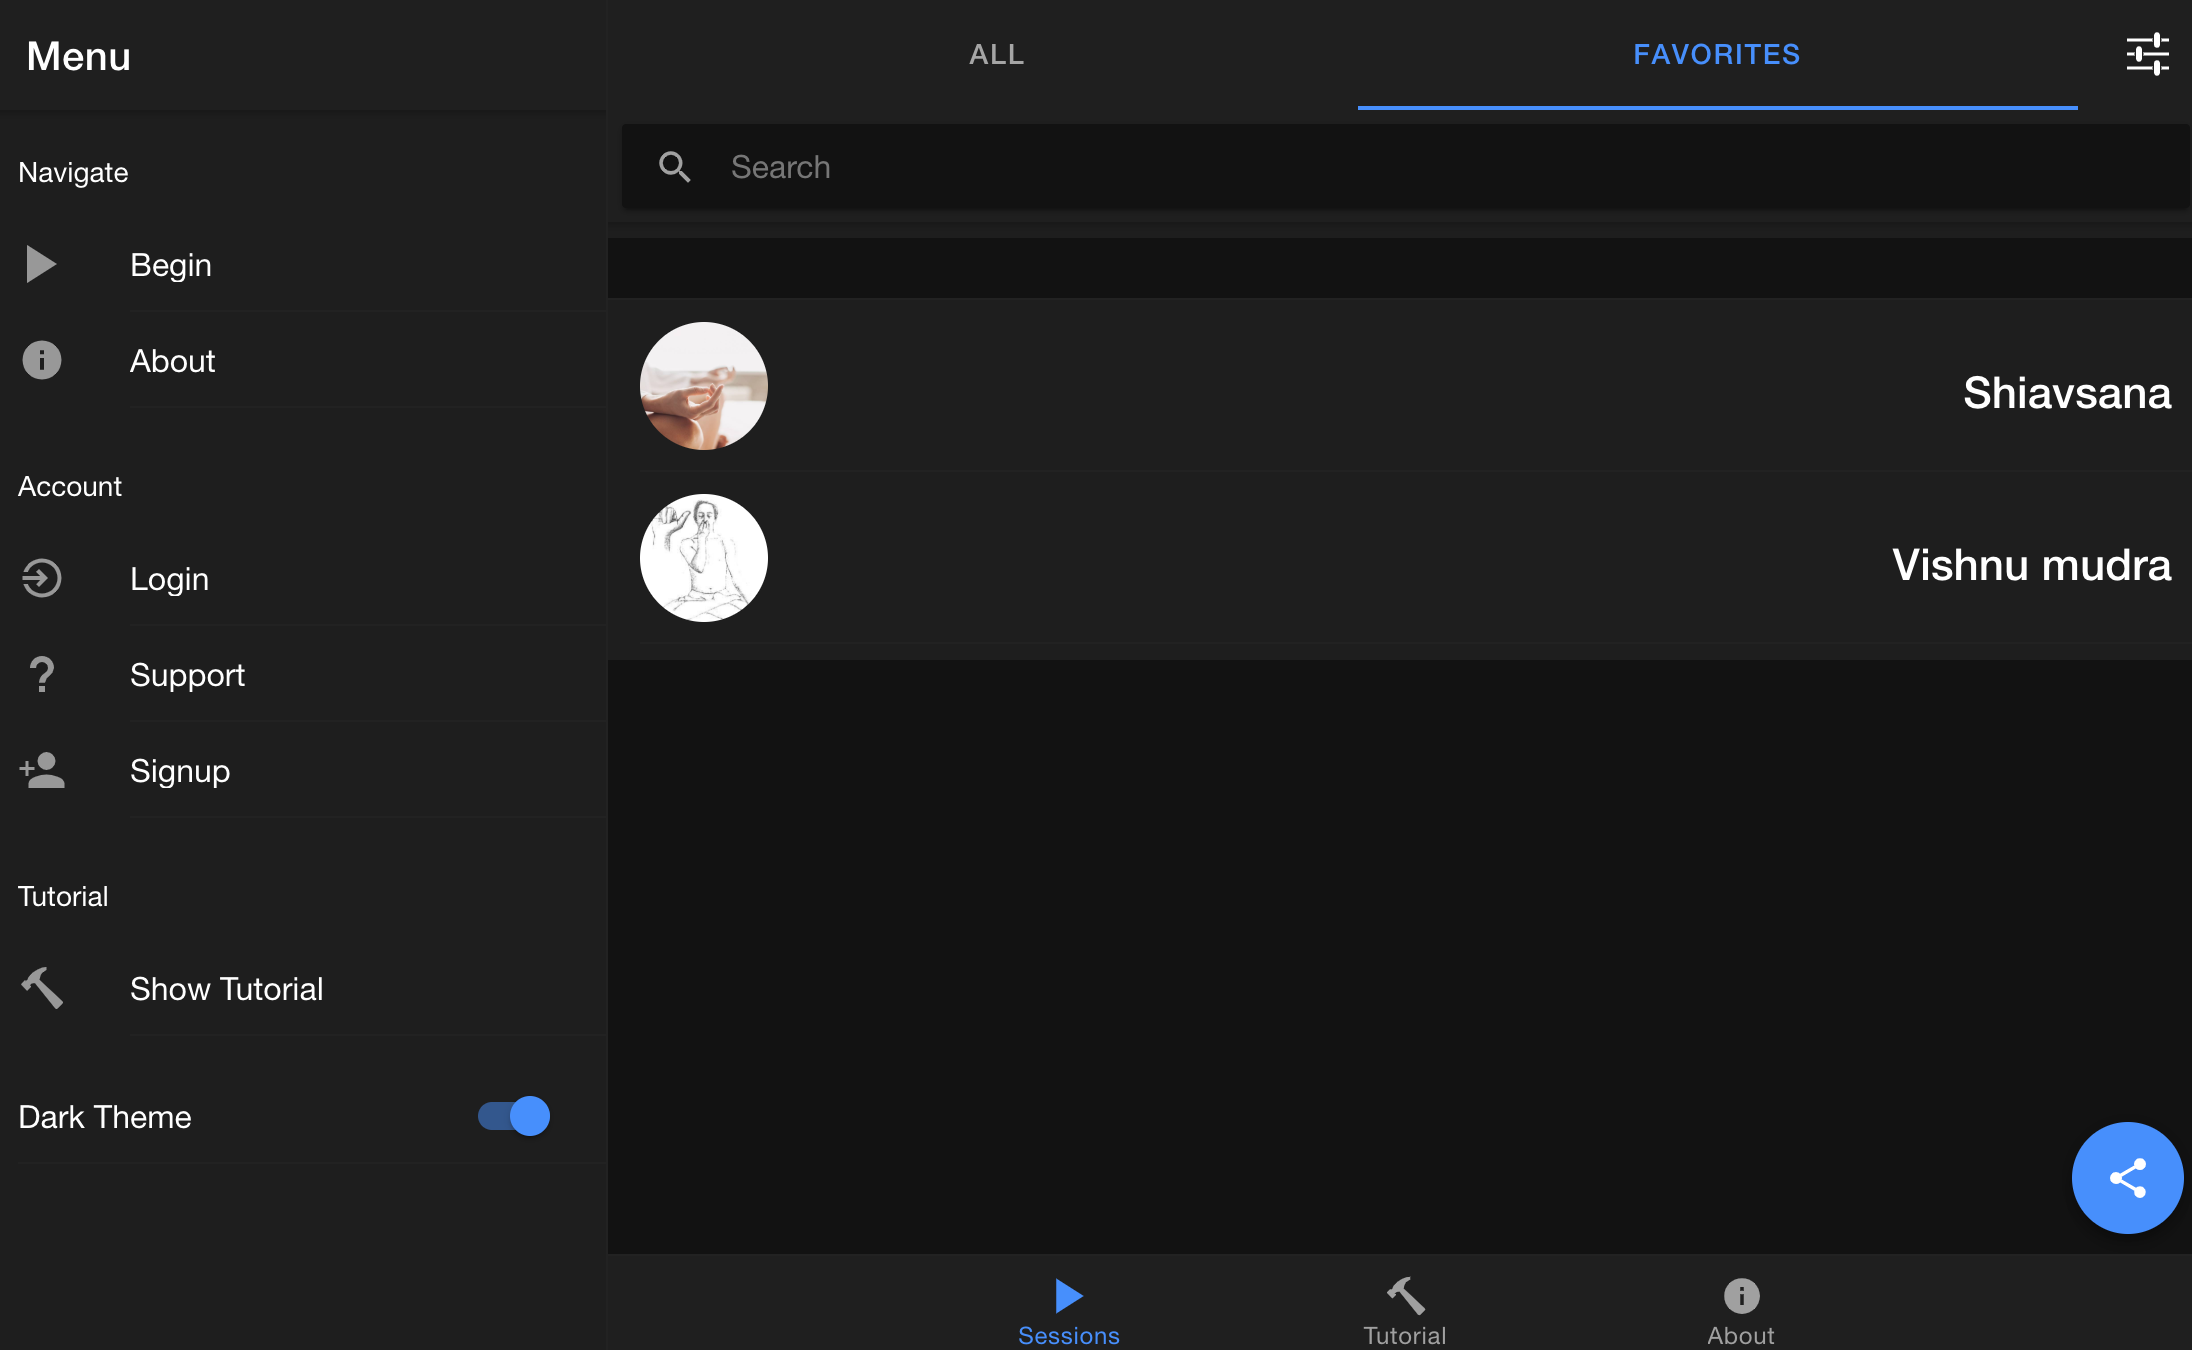 Menu
Navigate
Begin
About
Account
Login
Support
Signup
Tutorial
Show Tutorial
Dark Theme
ALL
FAVORITES
Search
Shiavsana
Vishnu mudra
Sessions
Tutorial
About